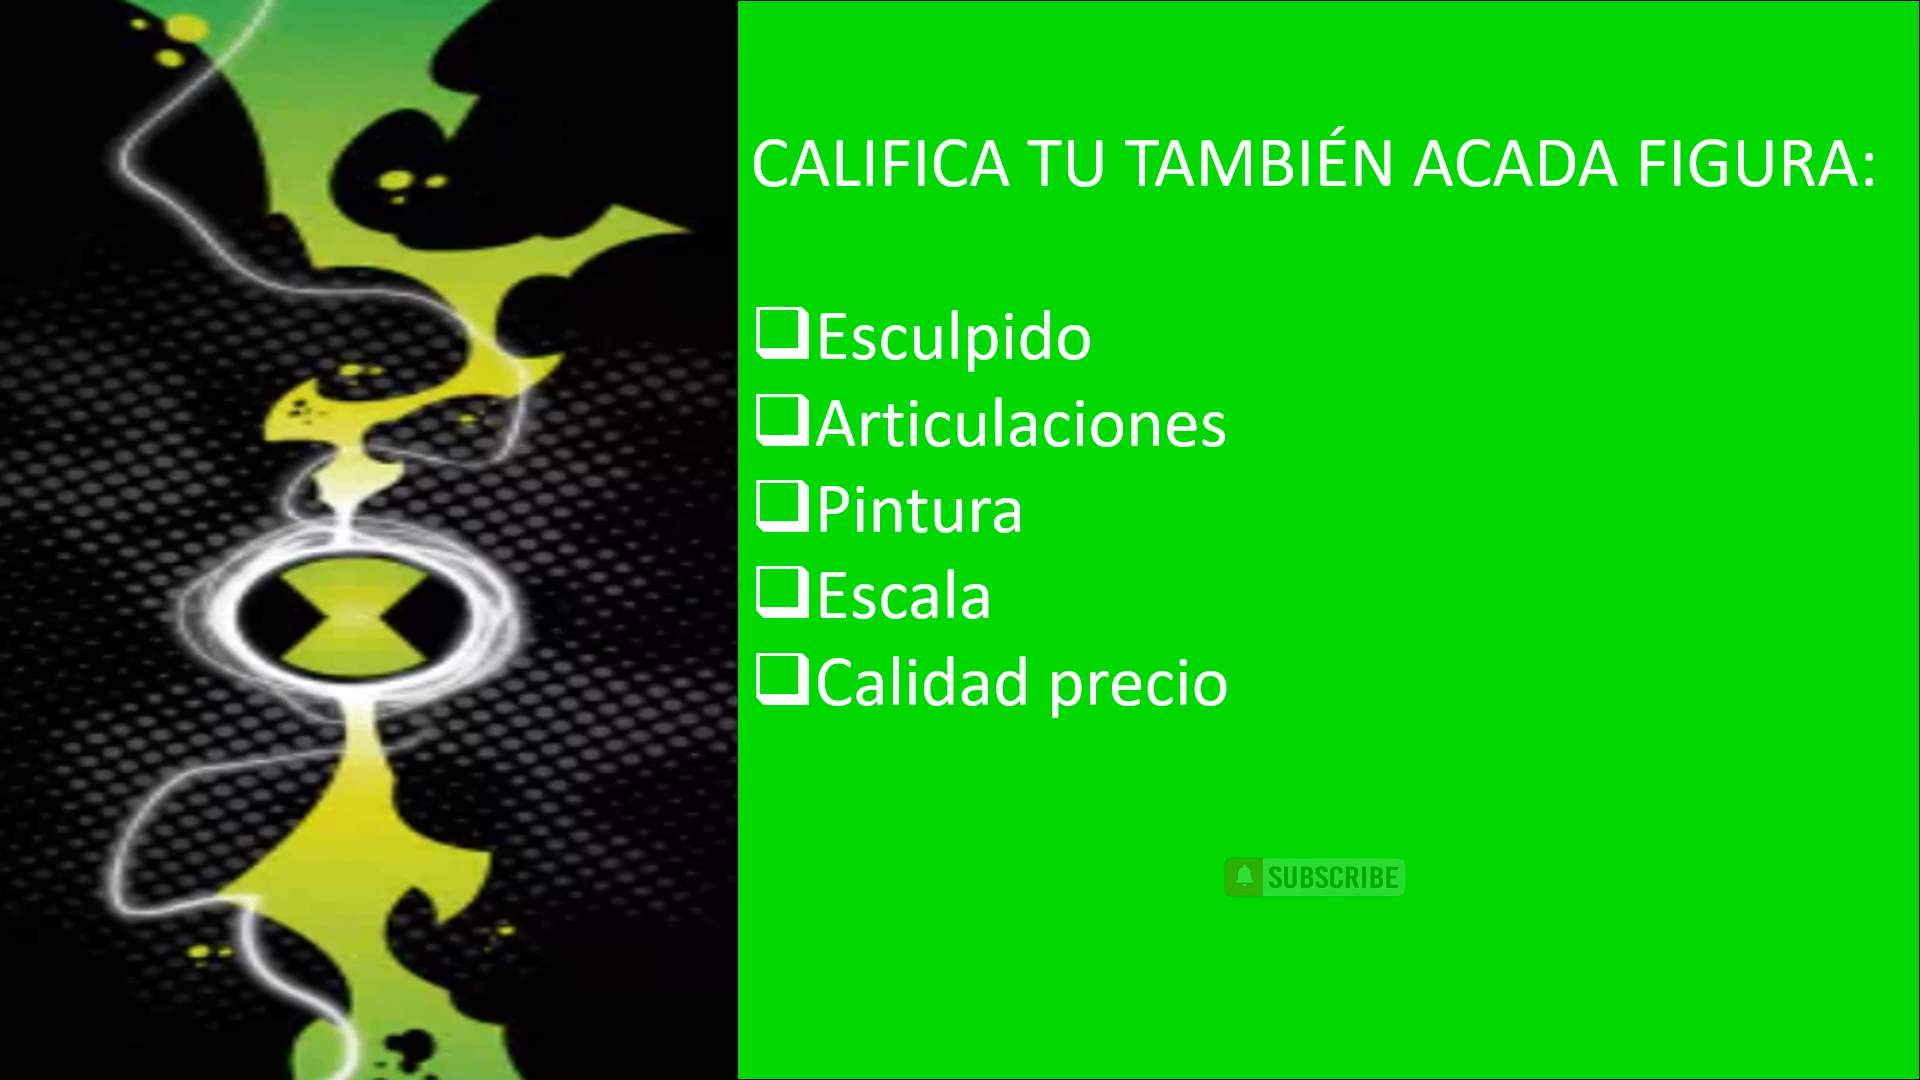 CALIFICA TU TAMBIÉN ACADA FIGURA:
Esculpido
Articulaciones
Pintura
Escala
Calidad precio
SUBSCRIBE